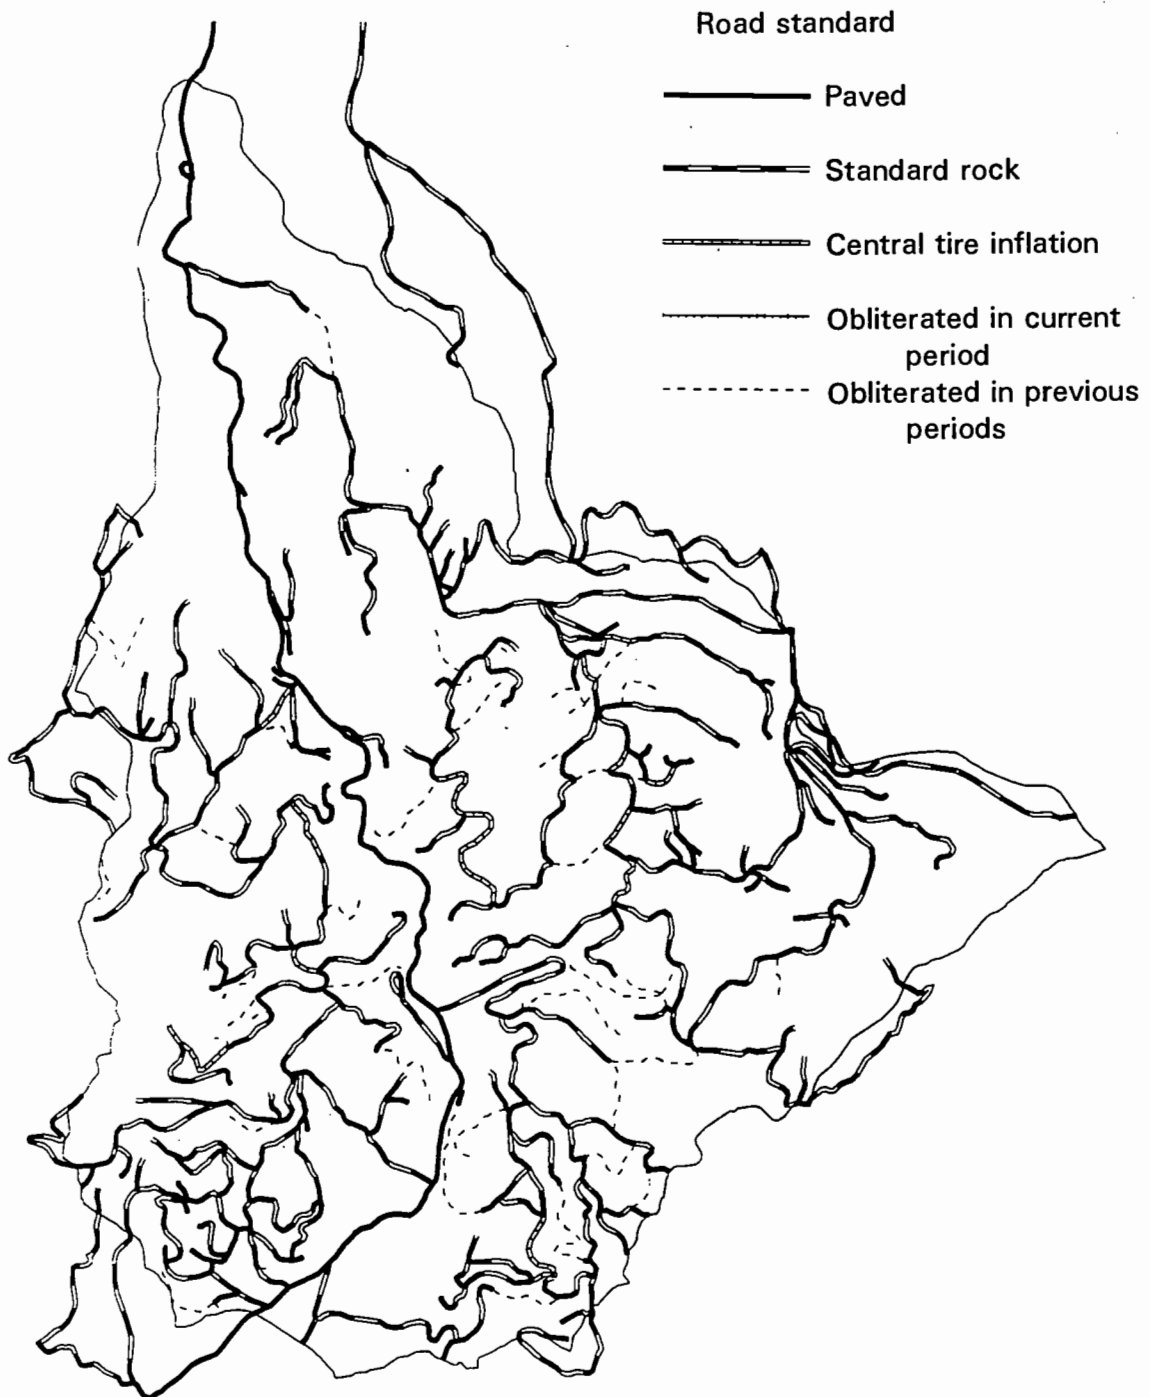 Road standard
Paved
Standard rock
Central tire inflation
Obliterated in current
period
Obliterated in previous
periods